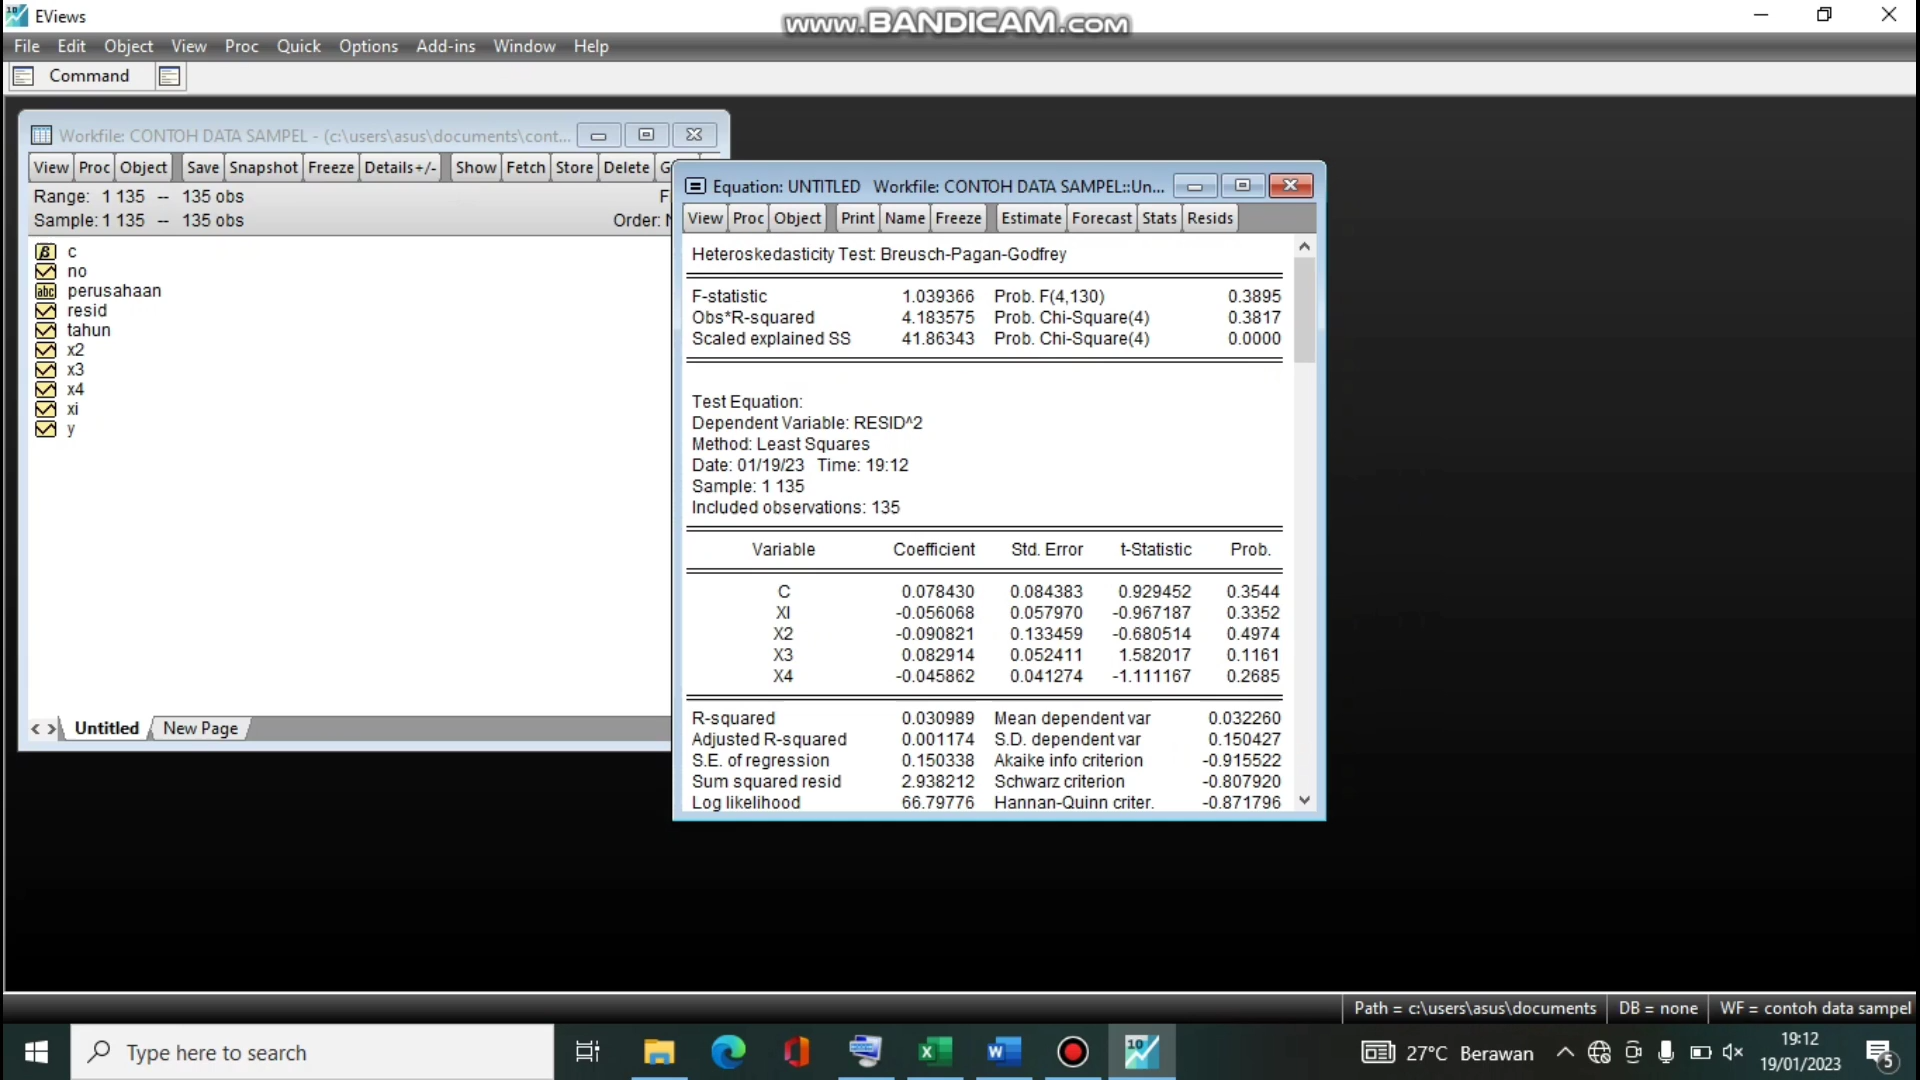 EViews
www.BANDICAM.com
File Edit Object View Proc Quick Options Add-ins Window Help
Command
Workfile: CONTOH DATA SAMPEL - (c:\users\asus\documents\cont...
View Proc Object Save Snapshot Freeze Details+/- Show Fetch Store Delete G
Range: 1 135 -- 135 obs F
Sample: 1 135 -- 135 obs Order:
c
no
perusahaan
resid
tahun
x2
x3
x4
xi
y
Untitled New Page
Equation: UNTITLED Workfile: CONTOH DATA SAMPEL::Un...
View Proc Object Print Name Freeze Estimate Forecast Stats Resids
Heteroskedasticity Test: Breusch-Pagan-Godfrey
F-statistic 1.039366 Prob. F(4,130) 0.3895
Obs*R-squared 4.183575 Prob. Chi-Square(4) 0.3817
Scaled explained SS 41.86343 Prob. Chi-Square(4) 0.0000
Test Equation:
Dependent Variable: RESID^2
Method: Least Squares
Date: 01/19/23 Time: 19:12
Sample: 1 135
Included observations: 135
Variable Coefficient Std. Error t-Statistic Prob.
C 0.078430 0.084383 0.929452 0.3544
XI -0.056068 0.057970 -0.967187 0.3352
X2 -0.090821 0.133459 -0.680514 0.4974
X3 0.082914 0.052411 1.582017 0.1161
X4 -0.045862 0.041274 -1.111167 0.2685
R-squared 0.030989 Mean dependent var 0.032260
Adjusted R-squared 0.001174 S.D. dependent var 0.150427
S.E. of regression 0.150338 Akaike info criterion -0.915522
Sum squared resid 2.938212 Schwarz criterion -0.807920
Log likelihood 66.79776 Hannan-Quinn criter. -0.871796
Path = c:\users\asus\documents DB = none WF = contoh data sampel
Type here to search
27°C Berawan
19:12
19/01/2023
5